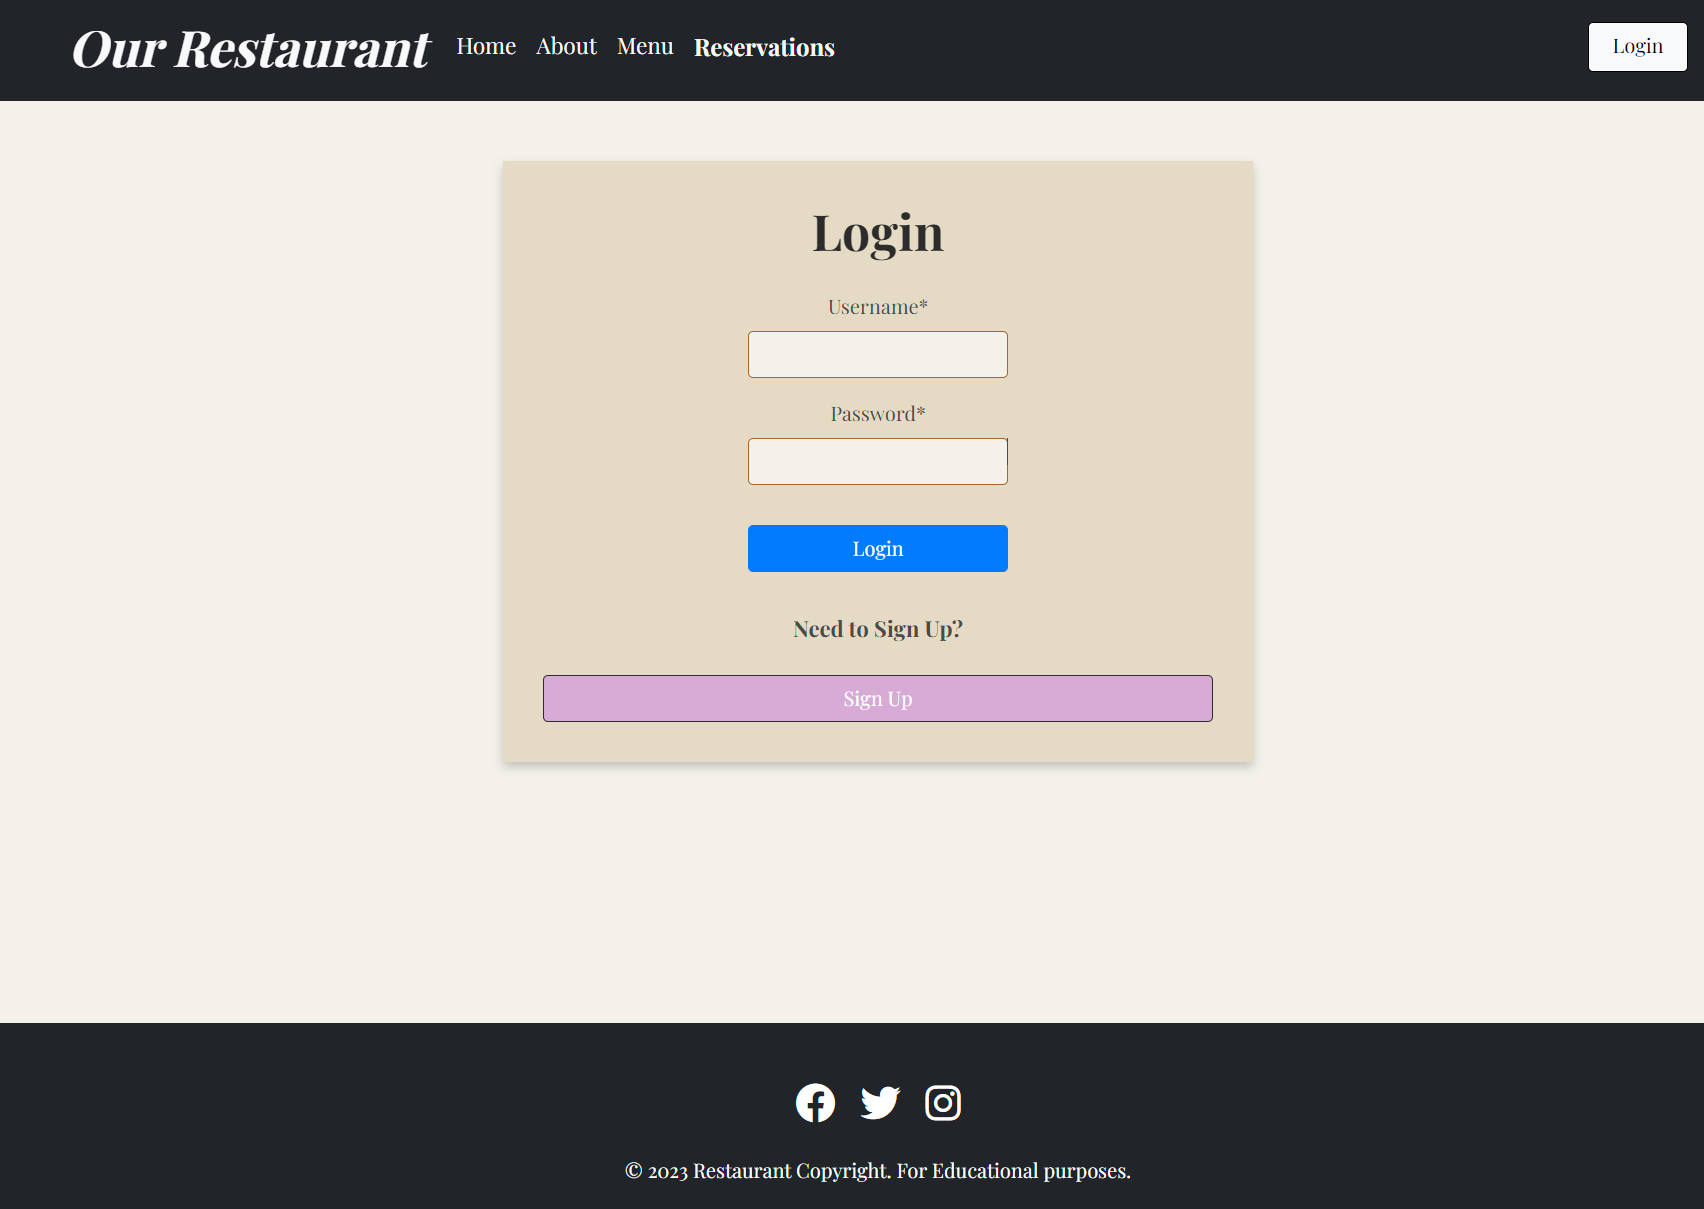 Our Restaurant Home About Menu Reservations Login
Login
Username*
Password*
Login
Need to Sign Up?
Sign Up
© 2023 Restaurant Copyright. For Educational purposes.